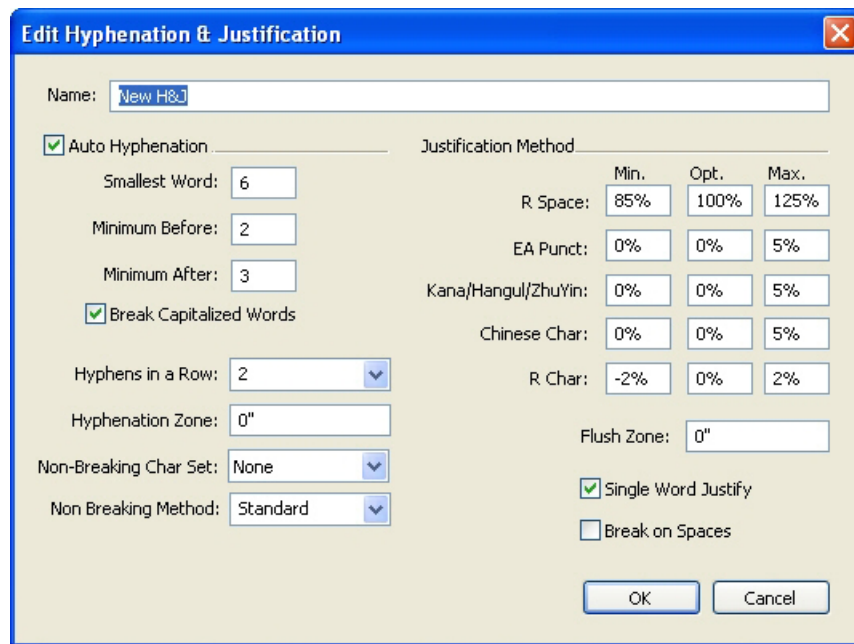 Edit Hyphenation & Justification
Name: New H&J
Auto Hyphenation
Smallest Word: 6
Minimum Before: 2
Minimum After: 3
Break Capitalized Words
Hyphens in a Row: 2
Hyphenation Zone: 0"
Non-Breaking Char Set: None
Non Breaking Method: Standard
Justification Method
Min. Opt. Max.
R Space: 85% 100% 125%
EA Punct: 0% 0% 5%
Kana/Hangul/ZhuYin: 0% 0% 5%
Chinese Char: 0% 0% 5%
R Char: -2% 0% 2%
Flush Zone: 0"
Single Word Justify
Break on Spaces
OK Cancel